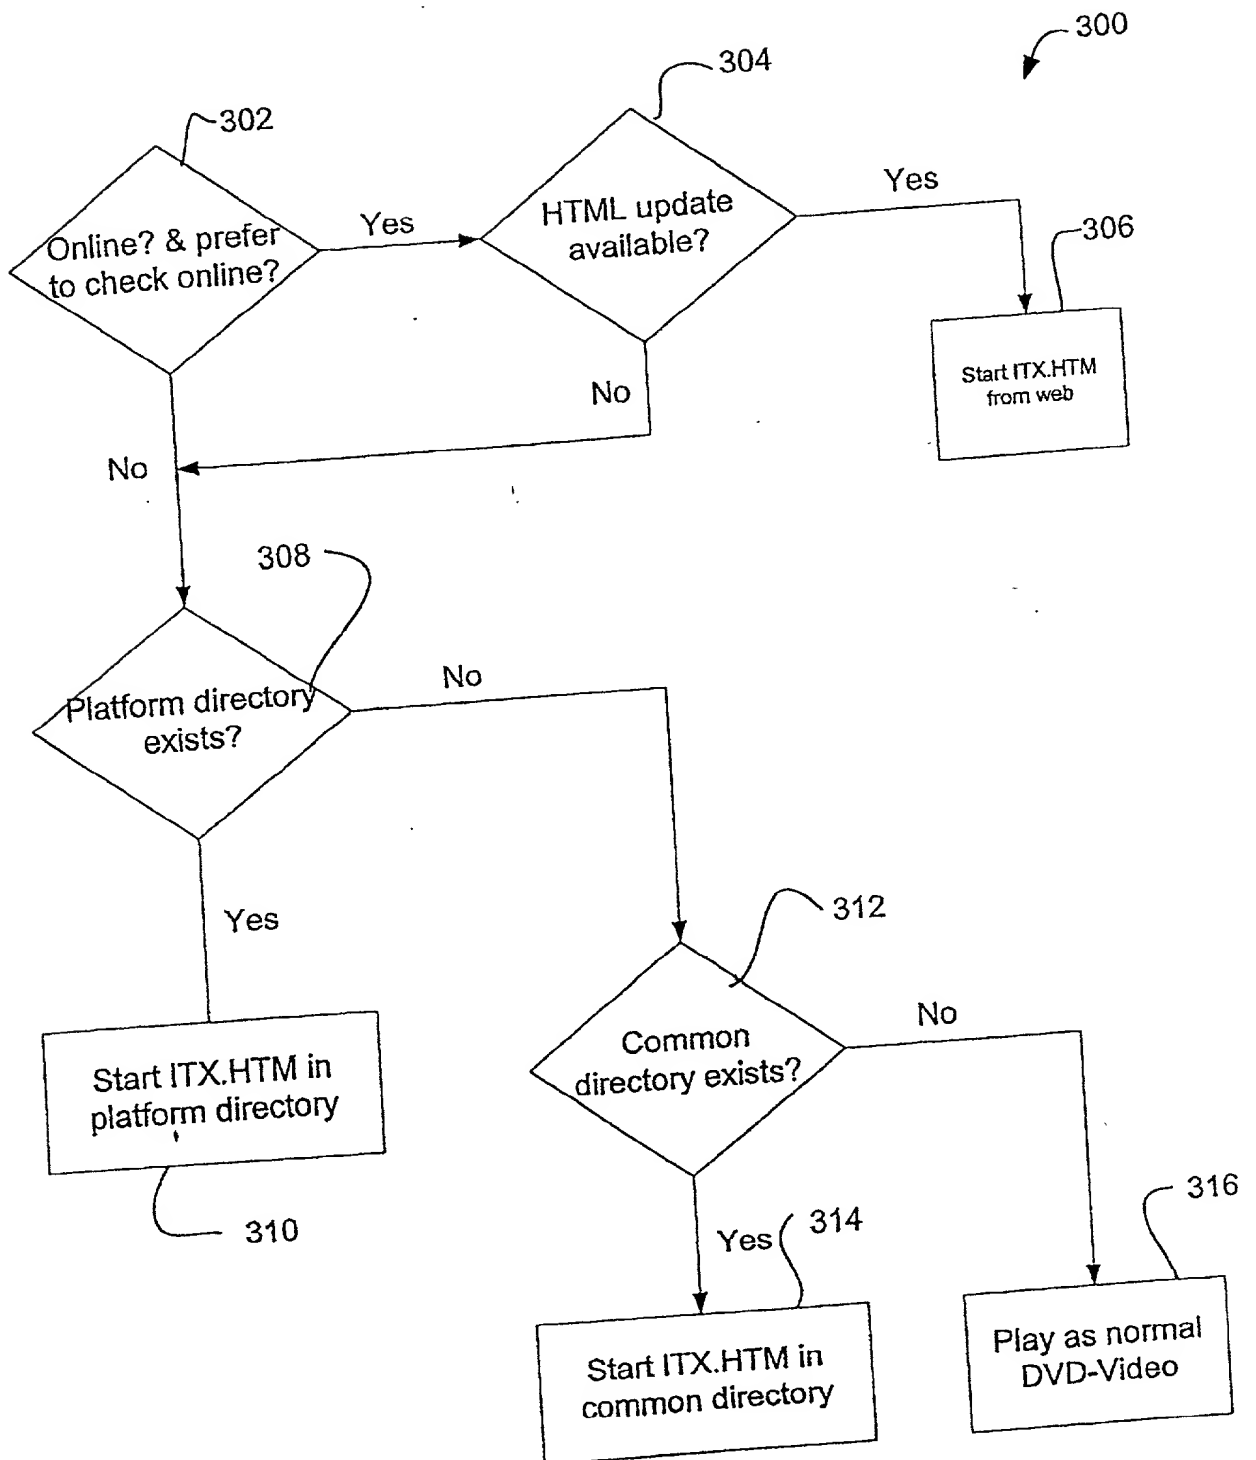 300
304
302
Yes
HTML update
available?
Online? & prefer
to check online?
Yes
306
Start ITX.HTM
from web
No
No
308
No
Platform directory
exists?
Yes
312
No
Common
directory exists?
Start ITX.HTM in
platform directory
310
Yes
314
316
Start ITX.HTM in
common directory
Play as normal
DVD-Video